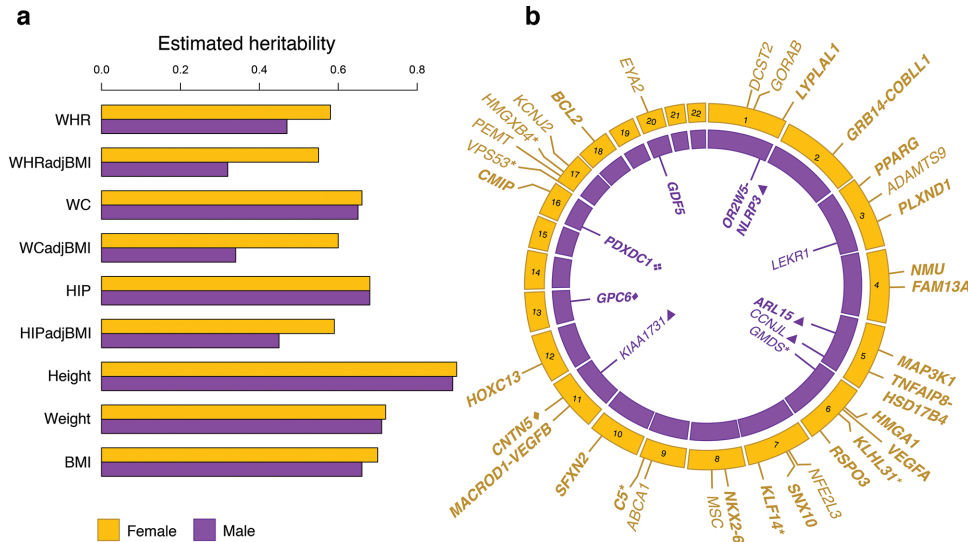 a
Estimated heritability
0.0 0.2 0.4 0.6 0.8
WHR
WHRadjBMI
WC
WCadjBMI
HIP
HIPadjBMI
Height
Weight
BMI
Female Male
b
DCST2
GORAB
LYPLAL1
GRB14-COBLL1
PPARG
ADAMTS9
PLXND1
NMU
FAM13A
MAP3K1
TNFAIP8-
HSD17B4
HMGA1
VEGFA
KLHL31*
RSPO3
NFE2L3
SNX10
KLF14*
NKX2-6
MSC
ABCA1
C5*
SFXN2
MACROD1-VEGFB
CNTN5♦
HOXC13
CMIP
VPS53*
PEMT
HMGXB4*
KCNJ2
BCL2
EYA2
1
2
3
4
5
6
7
8
9
10
11
12
13
14
15
16
17
18
19
20
21
22
OR2W5-
NLRP3▲
LEKR1
ARL15▲
CCNJL▲
GMDS*
KIAA1731▲
GPC6♦
PDXDC1
GDF5